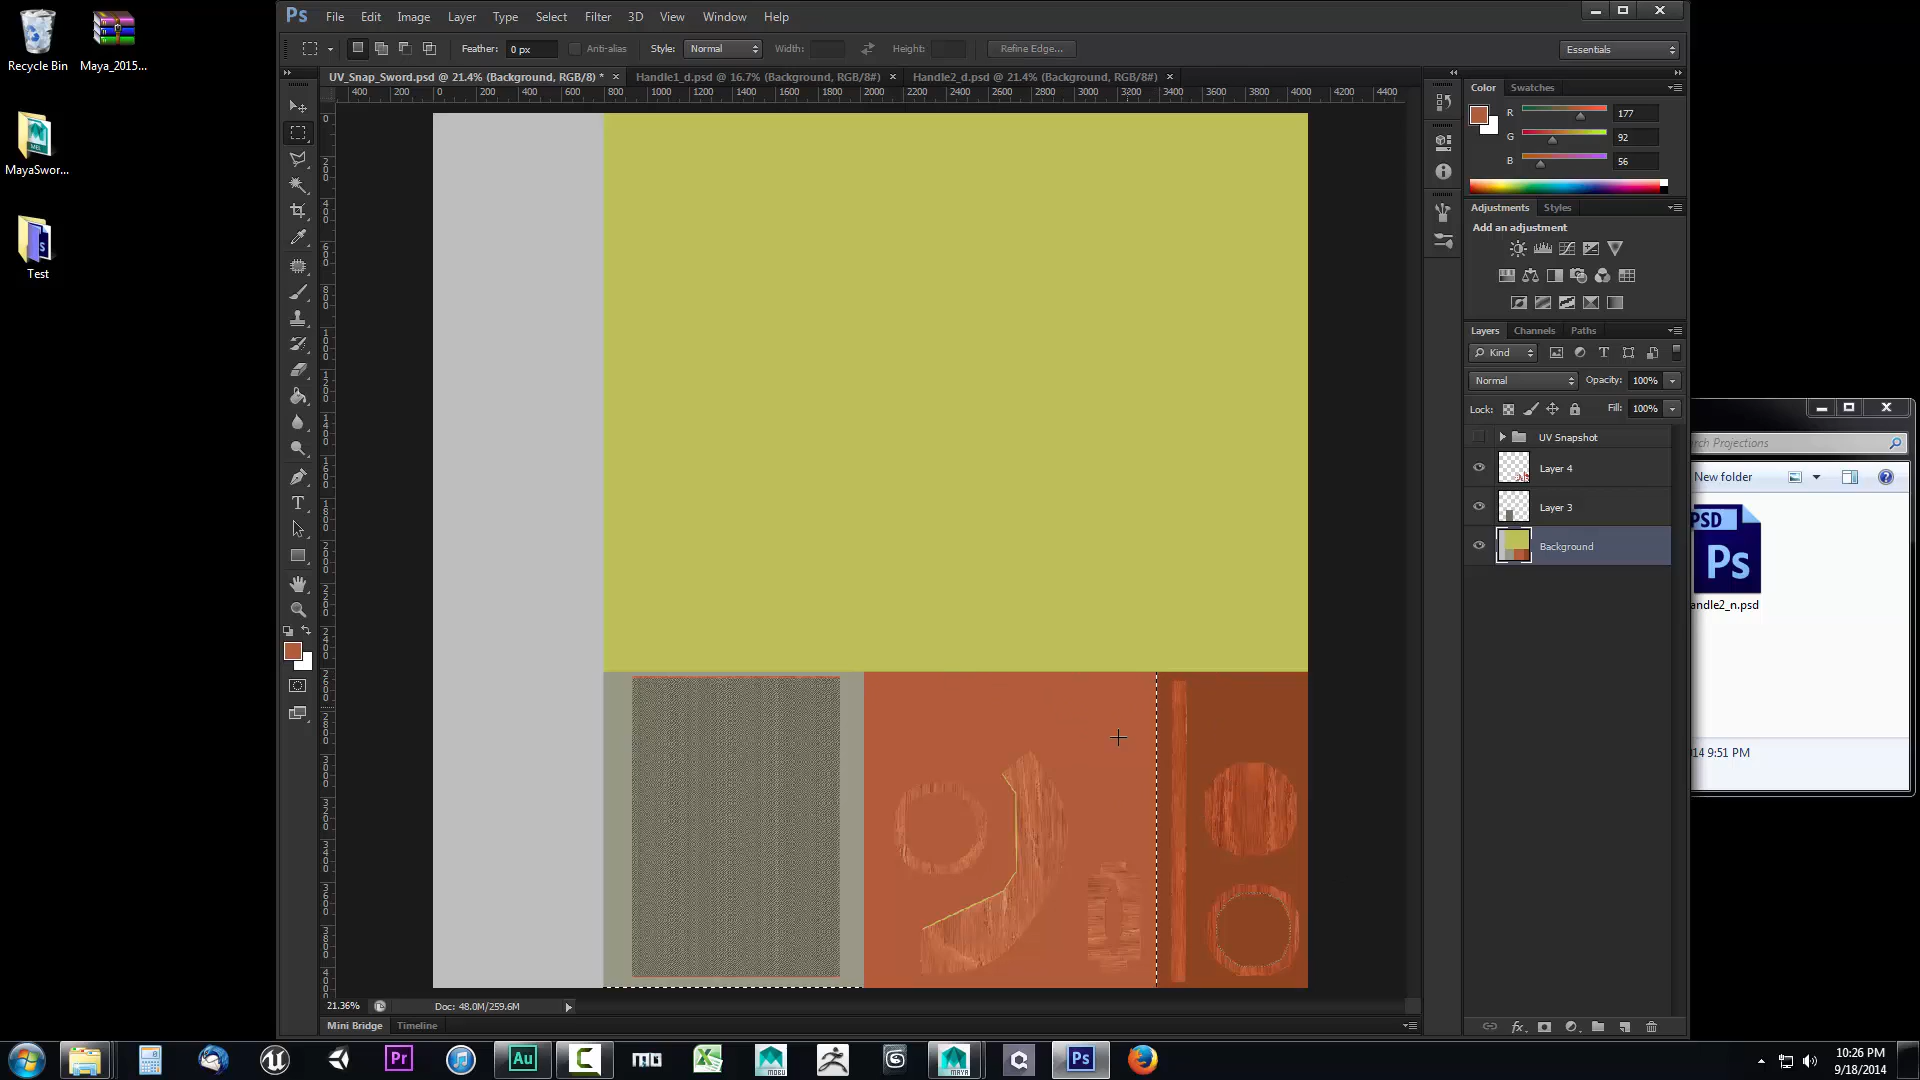 Recycle Bin
Maya_2015...
MayaSwor...
Test
Ps File Edit Image Layer Type Select Filter 3D View Window Help
Feather: 0 px Anti-alias Style: Normal Width: Height: Refine Edge... Essentials
UV_Snap_Sword.psd @ 21.4% (Background, RGB/8) * × Handle1_d.psd @ 16.7% (Background, RGB/8#) × Handle2_d.psd @ 21.4% (Background, RGB/8#) ×
400 200 0 200 400 600 800 1000 1200 1400 1600 1800 2000 2200 2400 2600 2800 3000 3200 3400 3600 3800 4000 4200 4400
Color Swatches
R 177
G 92
B 56
Adjustments Styles
Add an adjustment
Layers Channels Paths
Kind
Normal Opacity: 100%
Lock: Fill: 100%
UV Snapshot
Layer 4
Layer 3
Background
rch Projections
New folder
PSD
Ps
andle2_n.psd
14 9:51 PM
21.36% Doc: 48.0M/259.6M
Mini Bridge Timeline
Pr Au MOBU MAYA Ps
10:26 PM
9/18/2014